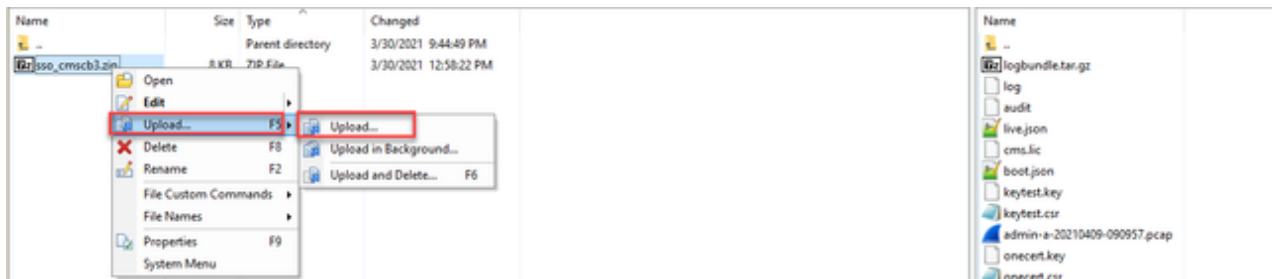 Name Size Type Changed
.. Parent directory 3/30/2021 9:44:49 PM
sso_cmscb3.zip 8 KB ZIP File 3/30/2021 12:58:22 PM
Open
Edit
Upload... F5
Delete F8
Rename F2
File Custom Commands
File Names
Properties F9
System Menu
Upload...
Upload in Background...
Upload and Delete... F6
Name
..
logbundle.tar.gz
log
audit
live.json
cms.lic
boot.json
keytest.key
keytest.csr
admin-a-20210409-090957.pcap
onecert.key
onecert.csr